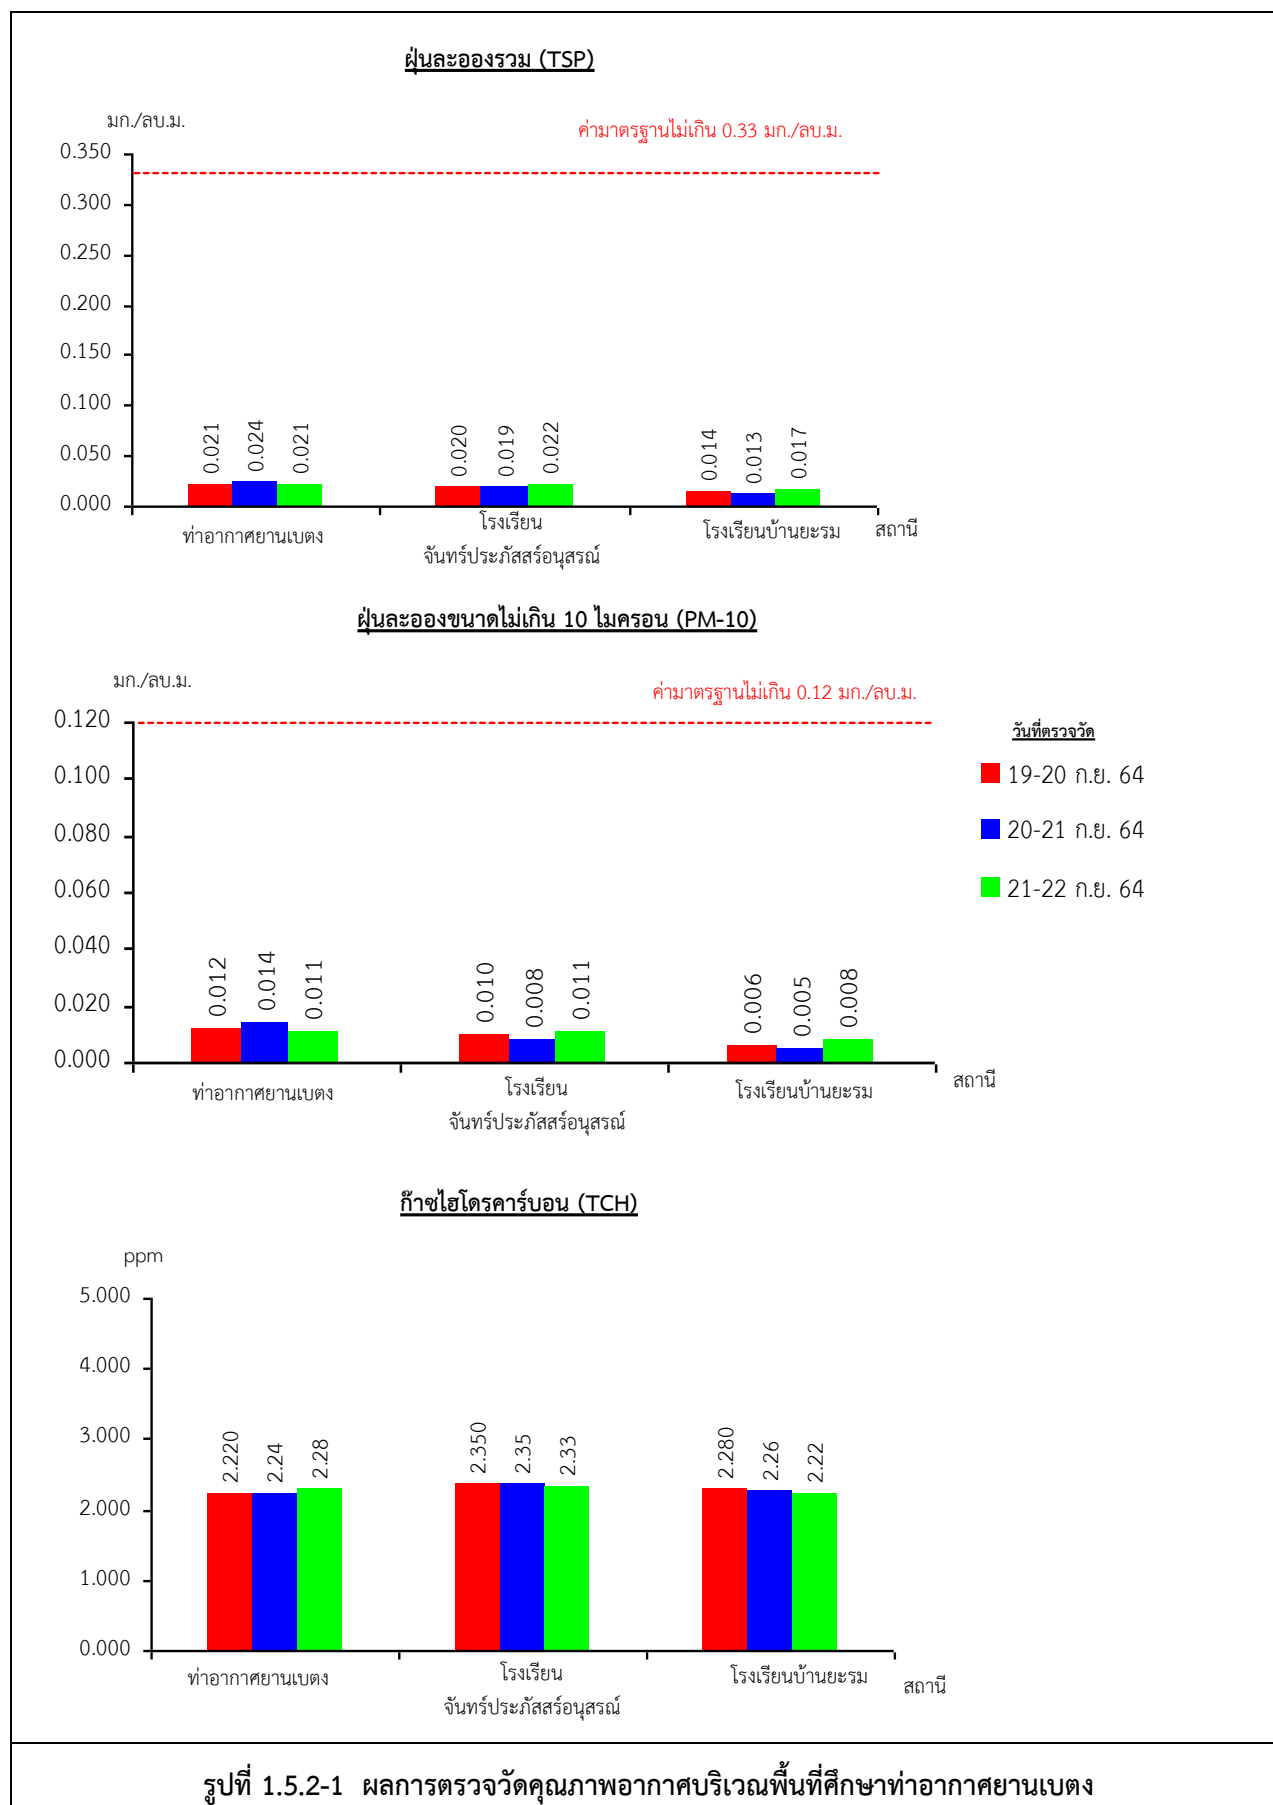 ฝุ่นละอองรวม (TSP)
มก./ลบ.ม.
ค่ามาตรฐานไม่เกิน 0.33 มก./ลบ.ม.
0.350
0.300
0.250
0.200
0.150
0.100
0.050
0.000
0.021 0.024 0.021 0.020 0.019 0.022 0.014 0.013 0.017
ท่าอากาศยานเบตง
โรงเรียน
จันทร์ประภัสสร์อนุสรณ์
โรงเรียนบ้านยะรม
สถานี
ฝุ่นละอองขนาดไม่เกิน 10 ไมครอน (PM-10)
มก./ลบ.ม.
ค่ามาตรฐานไม่เกิน 0.12 มก./ลบ.ม.
0.120
0.100
0.080
0.060
0.040
0.020
0.000
0.012 0.014 0.011 0.010 0.008 0.011 0.006 0.005 0.008
ท่าอากาศยานเบตง
โรงเรียน
จันทร์ประภัสสร์อนุสรณ์
โรงเรียนบ้านยะรม
สถานี
วันที่ตรวจวัด
19-20 ก.ย. 64
20-21 ก.ย. 64
21-22 ก.ย. 64
ก๊าซไฮโดรคาร์บอน (TCH)
ppm
5.000
4.000
3.000
2.000
1.000
0.000
2.220 2.24 2.28 2.350 2.35 2.33 2.280 2.26 2.22
ท่าอากาศยานเบตง
โรงเรียน
จันทร์ประภัสสร์อนุสรณ์
โรงเรียนบ้านยะรม
สถานี
รูปที่ 1.5.2-1 ผลการตรวจวัดคุณภาพอากาศบริเวณพื้นที่ศึกษาท่าอากาศยานเบตง